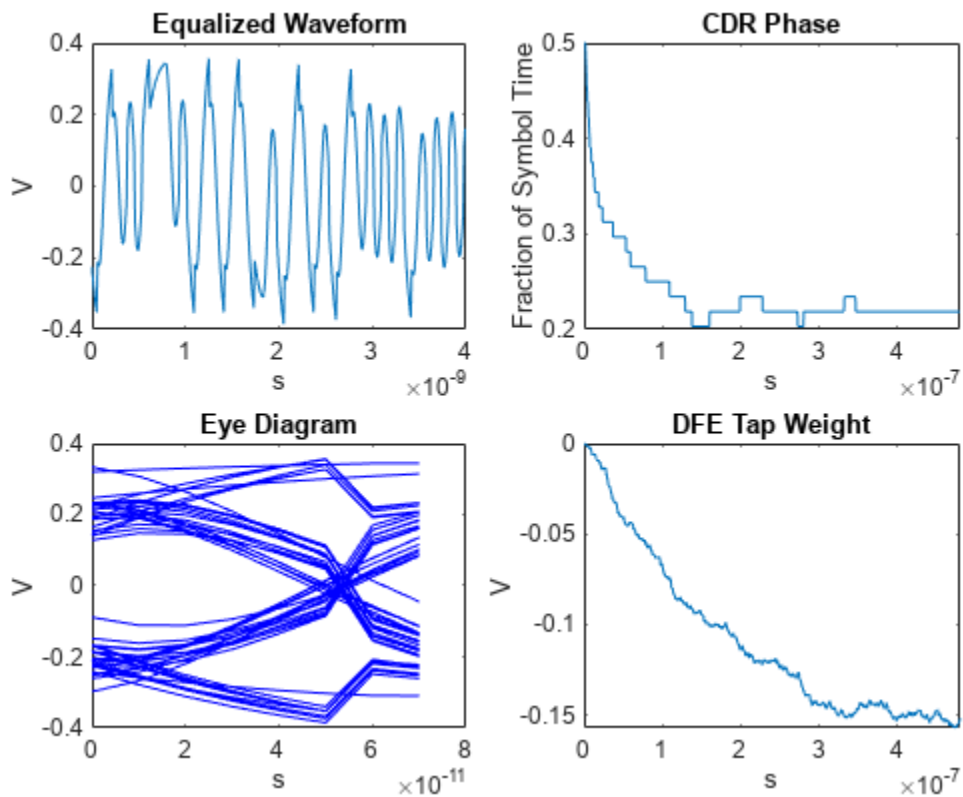 Equalized Waveform
0.4
0.2
0
-0.2
-0.4
V
0 1 2 3 4
s
×10⁻⁹
CDR Phase
0.5
0.4
0.3
0.2
Fraction of Symbol Time
0 1 2 3 4
s
×10⁻⁷
Eye Diagram
0.4
0.2
0
-0.2
-0.4
V
0 2 4 6 8
s
×10⁻¹¹
DFE Tap Weight
0
-0.05
-0.1
-0.15
V
0 1 2 3 4
s
×10⁻⁷